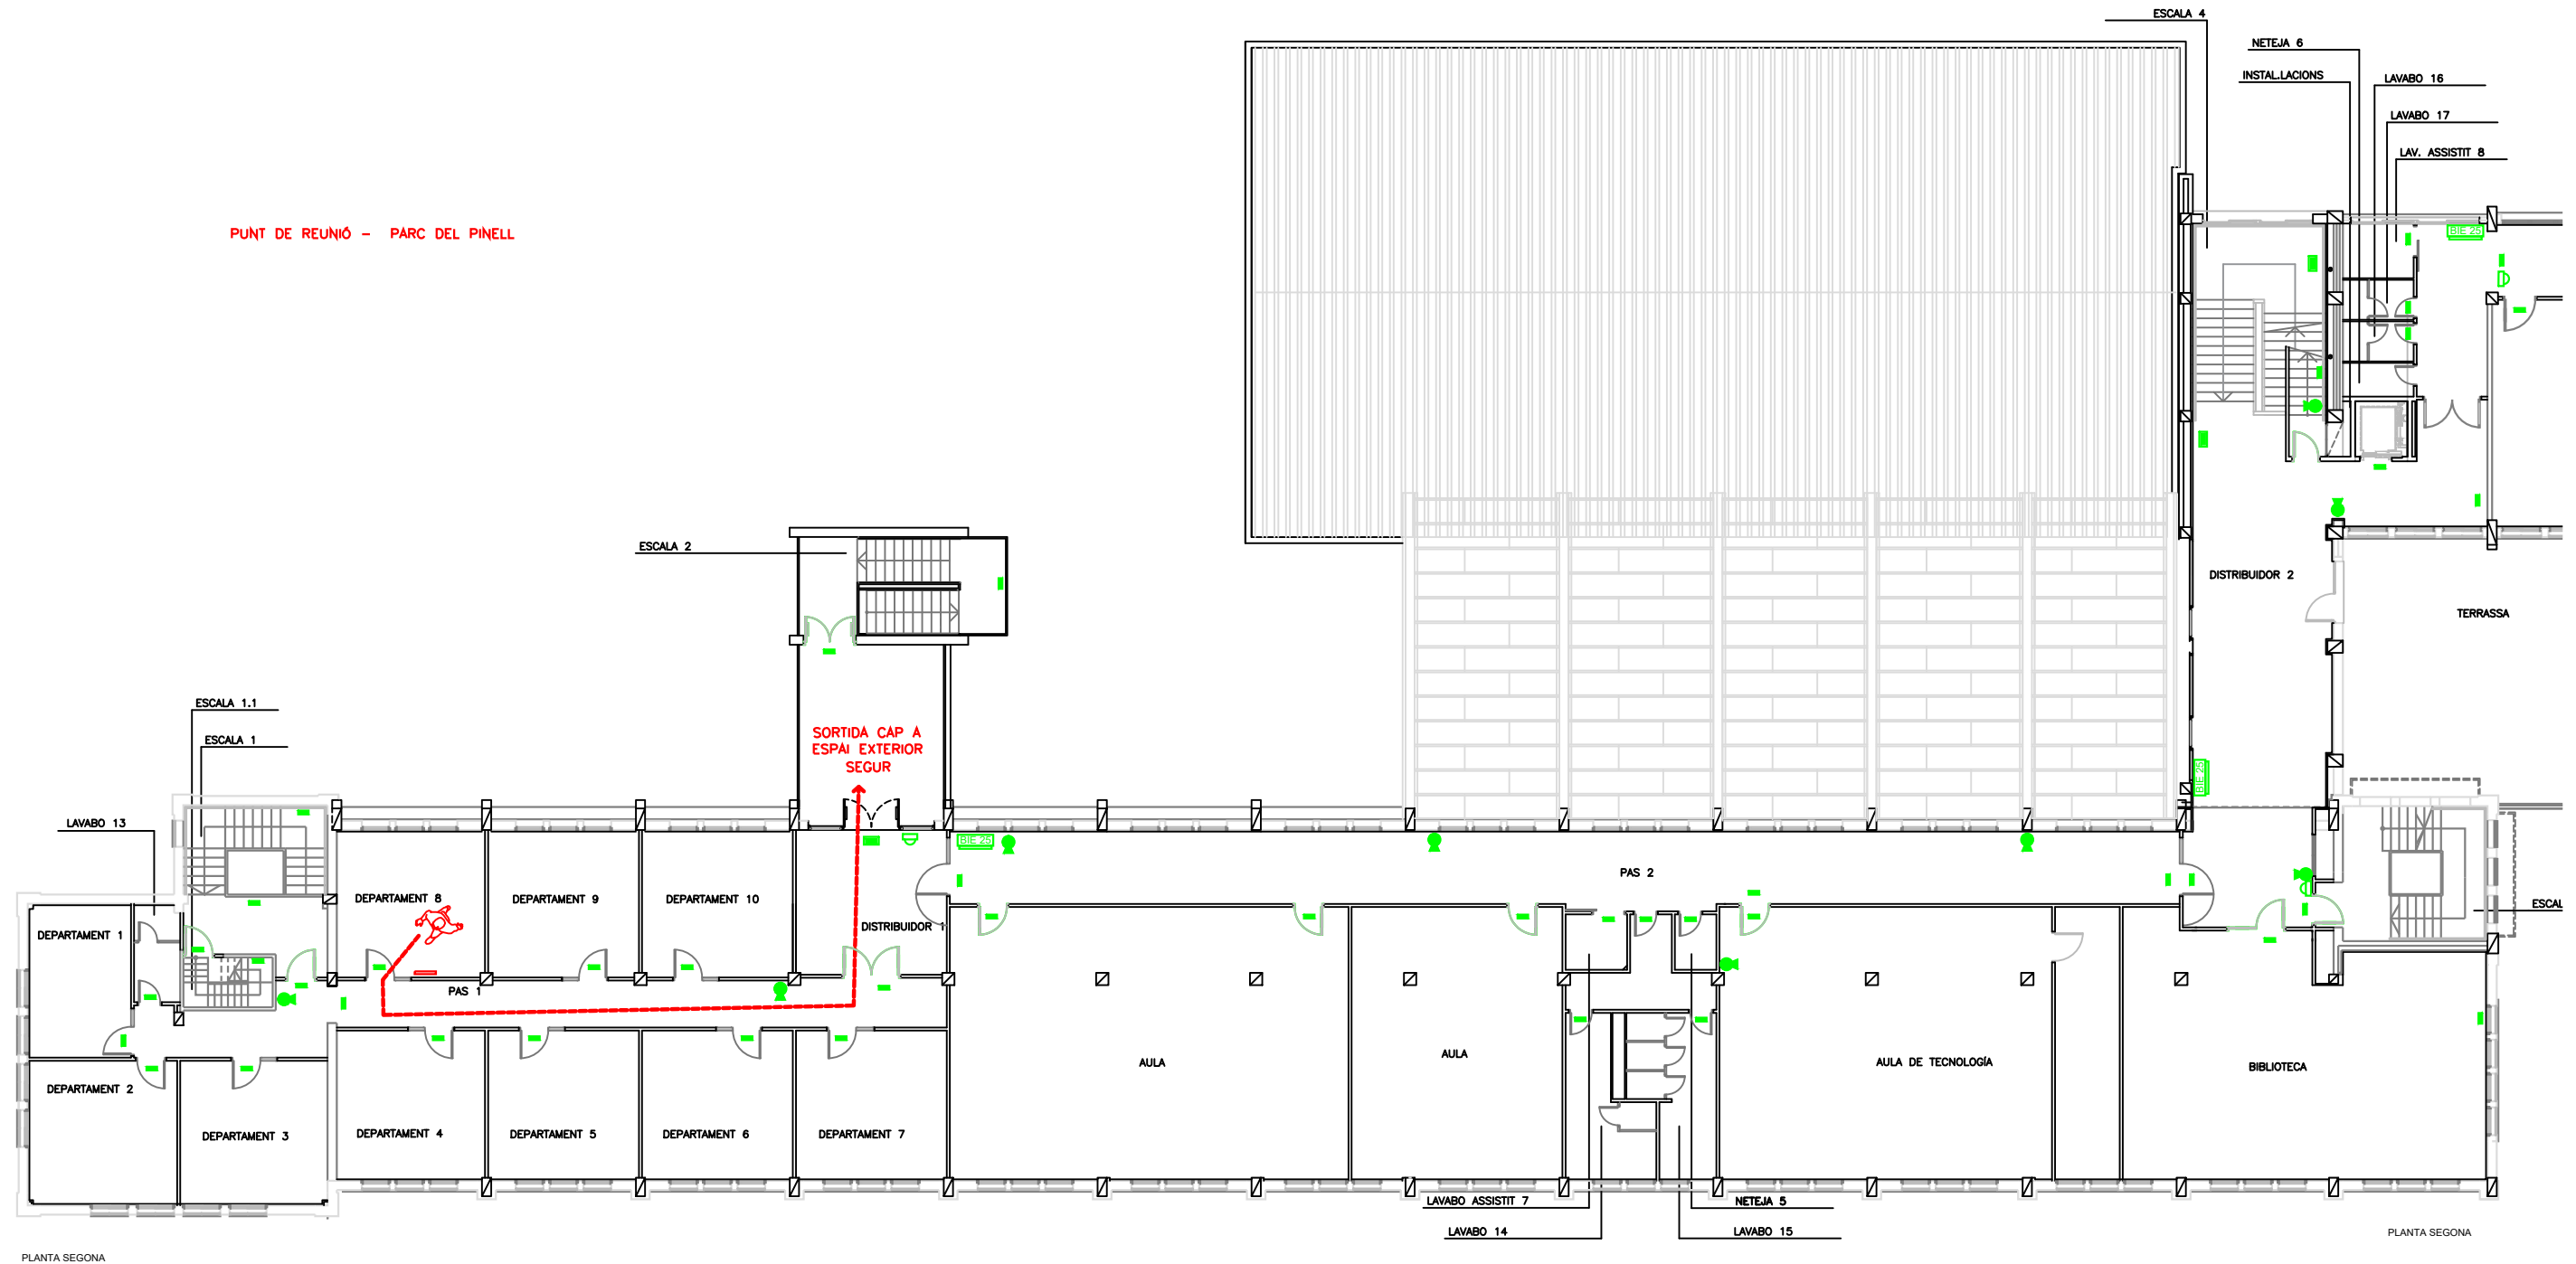 ESCALA 4
NETEJA 6
INSTAL.LACIONS
LAVABO 16
LAVABO 17
LAV. ASSISTIT 8
PUNT DE REUNIÓ - PARC DEL PINELL
BIE 25
ESCALA 2
DISTRIBUIDOR 2
TERRASSA
ESCALA 1.1
ESCALA 1
SORTIDA CAP A
ESPAI EXTERIOR
SEGUR
BIE 25
LAVABO 13
BIE 25
PAS 2
DEPARTAMENT 8
DEPARTAMENT 9
DEPARTAMENT 10
ESCAL
DISTRIBUIDOR 1
DEPARTAMENT 1
PAS 1
AULA
AULA
AULA DE TECNOLOGÍA
BIBLIOTECA
DEPARTAMENT 2
DEPARTAMENT 3
DEPARTAMENT 4
DEPARTAMENT 5
DEPARTAMENT 6
DEPARTAMENT 7
LAVABO ASSISTIT 7
NETEJA 5
LAVABO 14
LAVABO 15
PLANTA SEGONA
PLANTA SEGONA